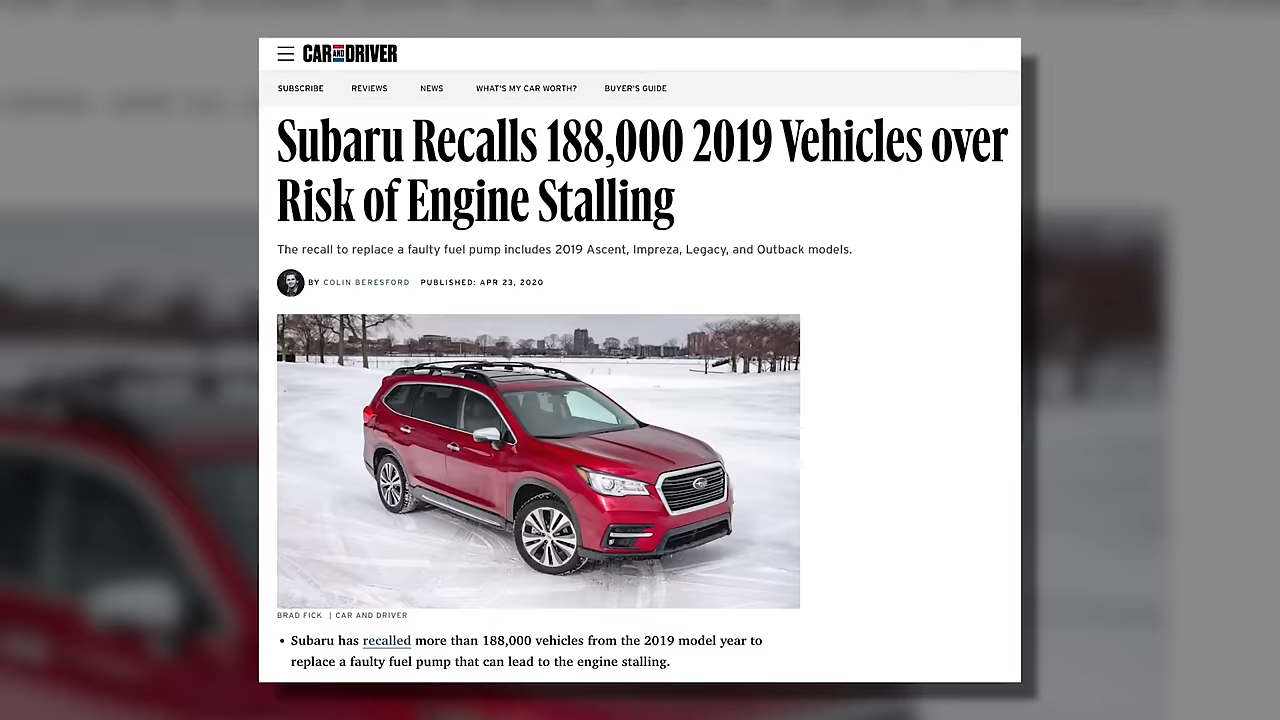 CAR AND DRIVER
SUBSCRIBE REVIEWS NEWS WHAT'S MY CAR WORTH? BUYER'S GUIDE
Subaru Recalls 188,000 2019 Vehicles over
Risk of Engine Stalling
The recall to replace a faulty fuel pump includes 2019 Ascent, Impreza, Legacy, and Outback models.
BY COLIN BERESFORD PUBLISHED: APR 23, 2020
BRAD FICK | CAR AND DRIVER
• Subaru has recalled more than 188,000 vehicles from the 2019 model year to
replace a faulty fuel pump that can lead to the engine stalling.